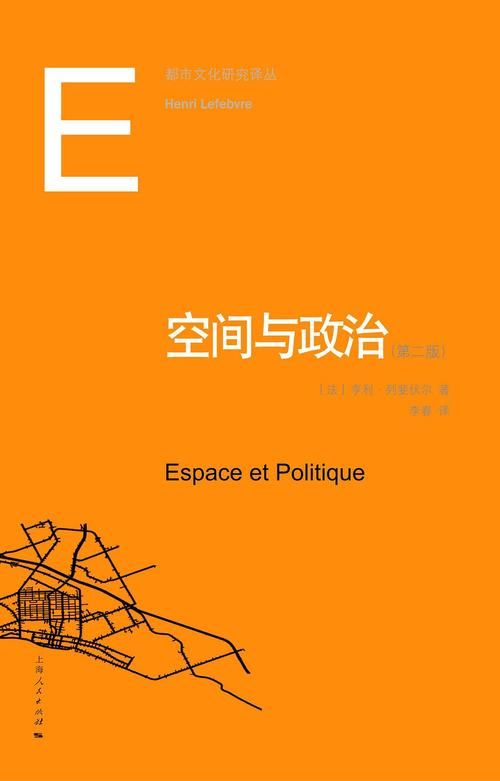 E
都市文化研究译丛
Henri Lefebvre
空间与政治(第二版)
[法] 亨利·列斐伏尔 著
李春 译
Espace et Politique
上海人民出版社